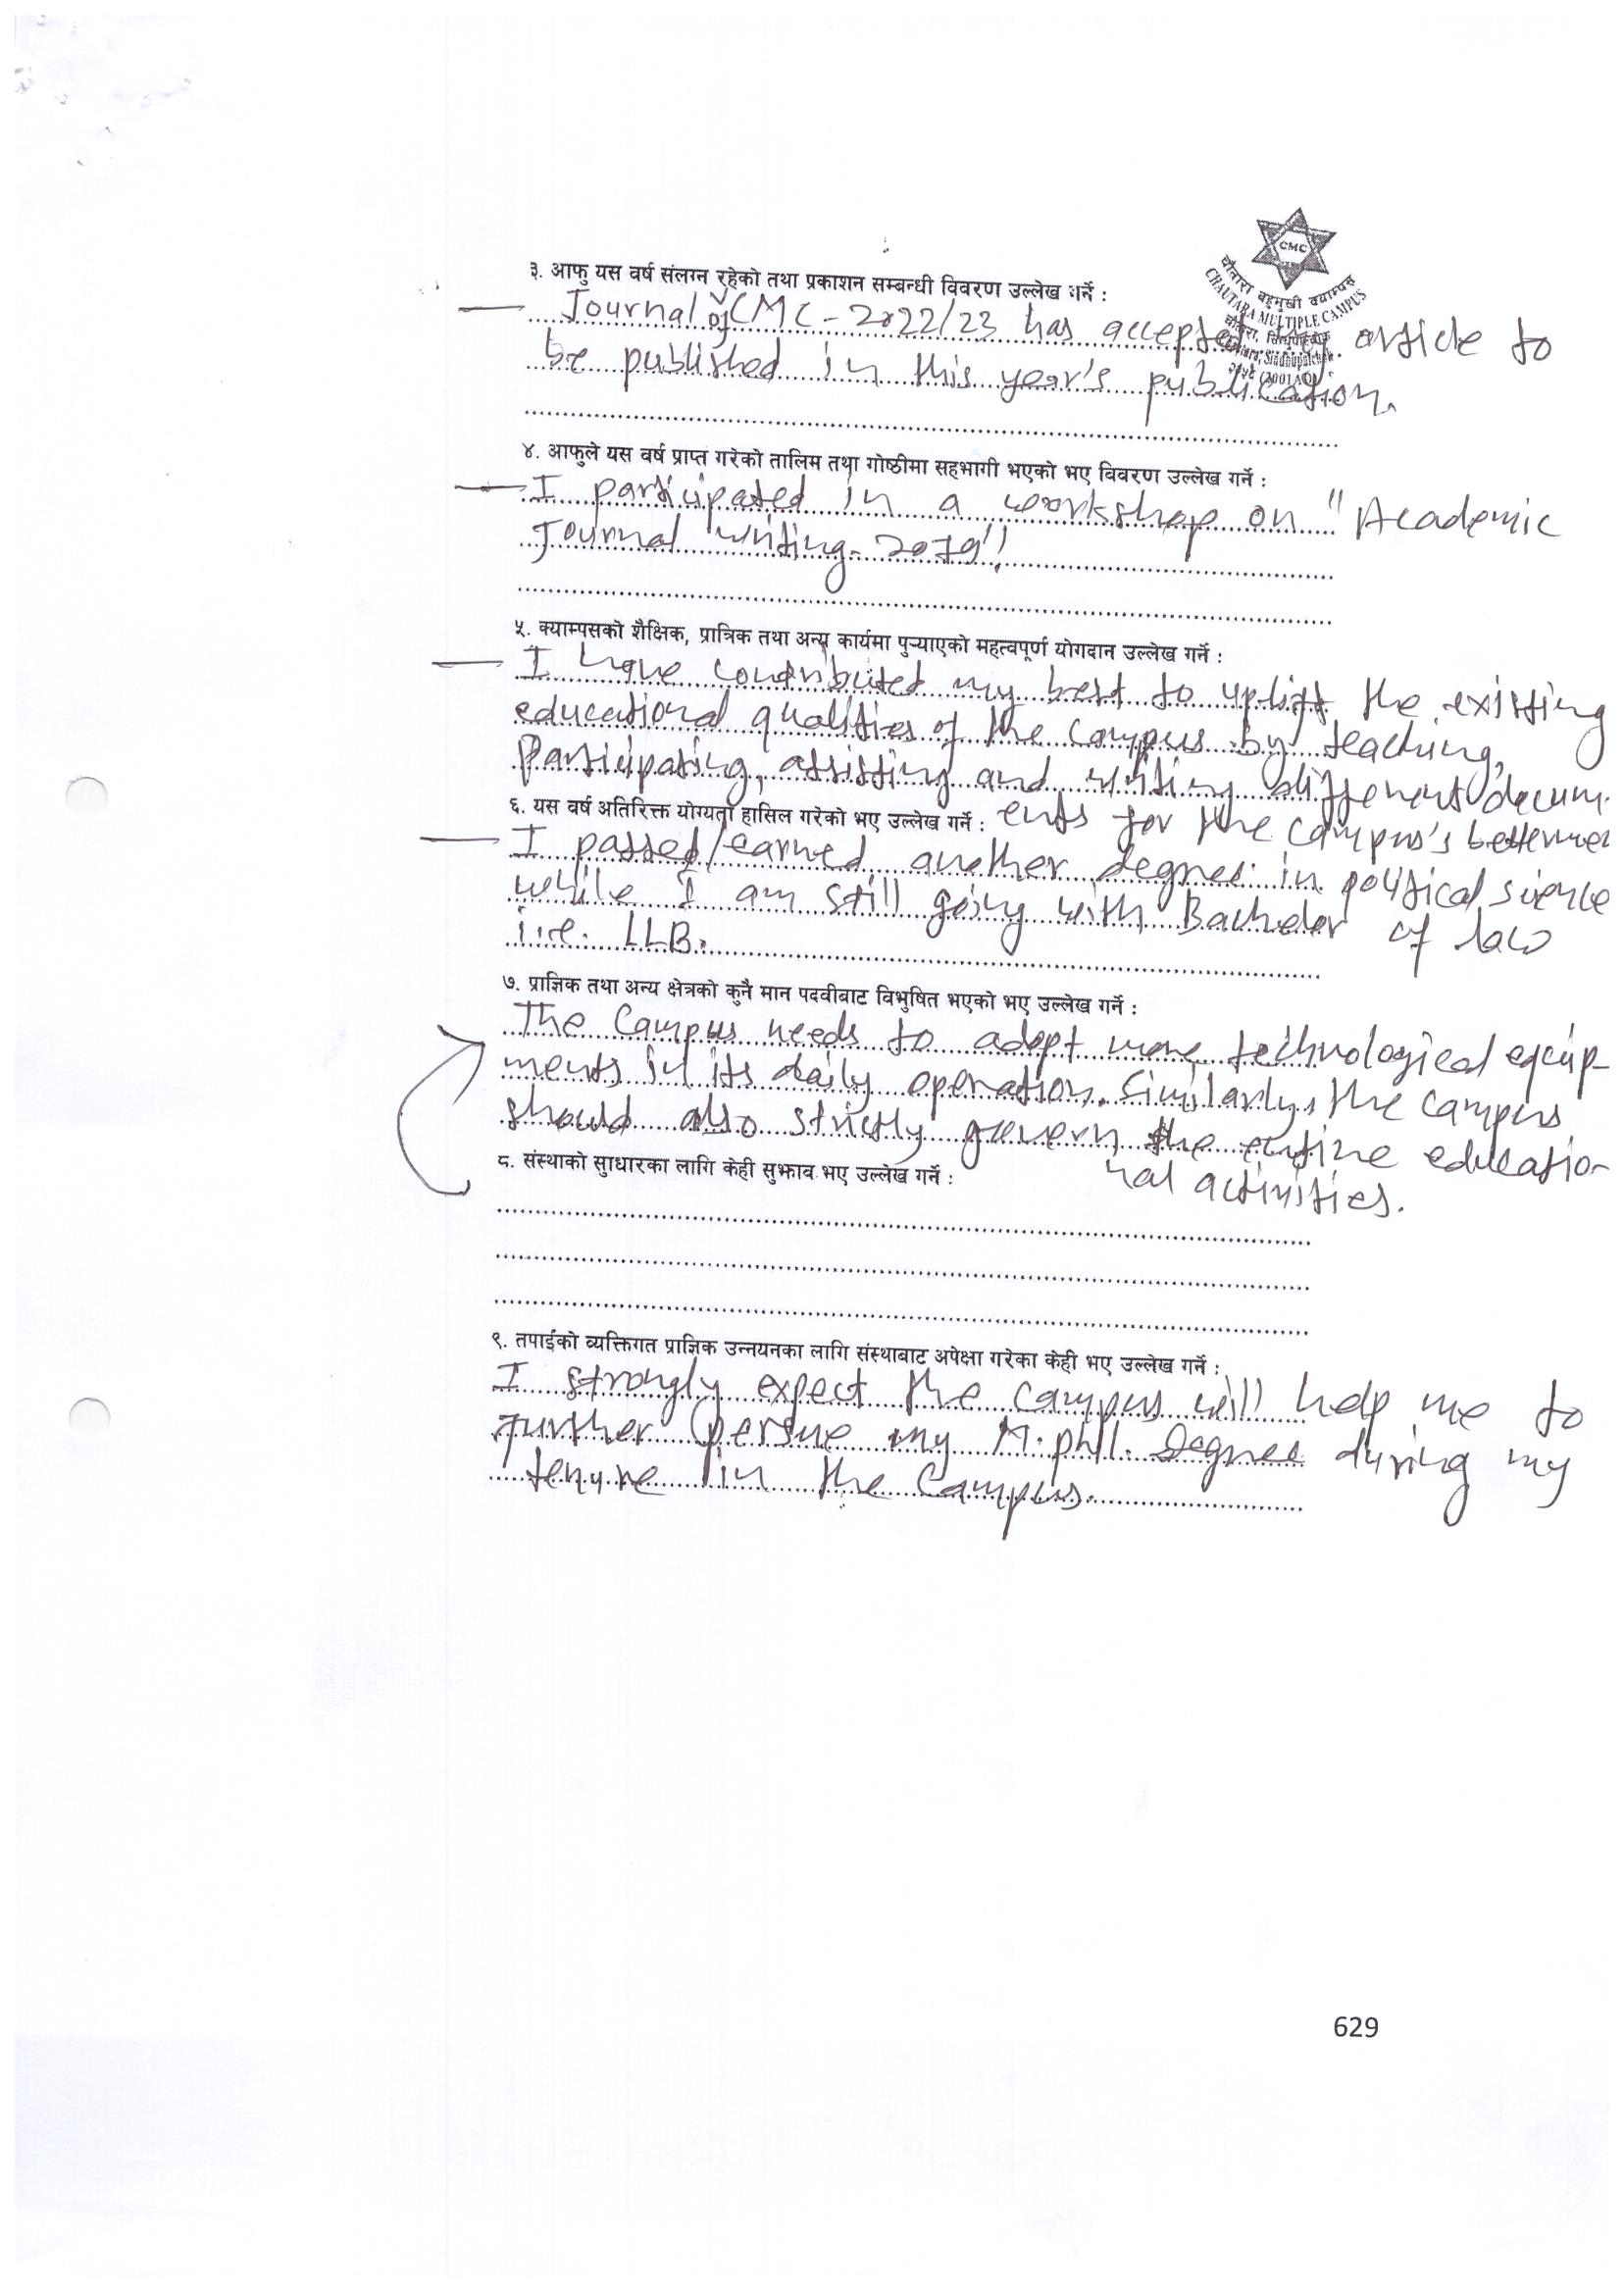 CMC
चौतारा बहुमुखी क्याम्पस
CHAUTARA MULTIPLE CAMPUS
३. आफु यस वर्ष संलग्न रहेको तथा प्रकाशन सम्बन्धी विवरण उल्लेख गर्ने :
— Journal of CMC - 2022/23 has accepted my article to
be published in this year's publication.
४. आफुले यस वर्ष प्राप्त गरेको तालिम तथा गोष्ठीमा सहभागी भएको भए विवरण उल्लेख गर्ने :
— I participated in a workshop on "Academic
Journal writing - 2079".
५. क्याम्पसको शैक्षिक, प्रात्रिक तथा अन्य कार्यमा पुर्‍याएको महत्वपूर्ण योगदान उल्लेख गर्ने :
— I have contributed my best to uplift the existing
educational qualities of the campus by teaching,
participating, assisting and writing different docum-
६. यस वर्ष अतिरिक्त योग्यता हासिल गरेको भए उल्लेख गर्ने : ents for the campus's
— I passed/earned another degree in political science
while I am still going with Bachelor of law
i.e. LLB.
७. प्राज्ञिक तथा अन्य क्षेत्रको कुनै मान पदवीबाट विभुषित भएको भए उल्लेख गर्ने :
The campus needs to adopt more technological equip-
ments in its daily operation. Similarly, the campus
should also strictly govern the entire educatio-
nal activities.
८. संस्थाको सुधारका लागि केही सुझाव भए उल्लेख गर्ने :
९. तपाईंको व्यक्तिगत प्राज्ञिक उन्नयनका लागि संस्थाबाट अपेक्षा गरेका केही भए उल्लेख गर्ने :
I strongly expect the campus will help me to
further persue my M.phil. degree during my
tenure in the campus.
629